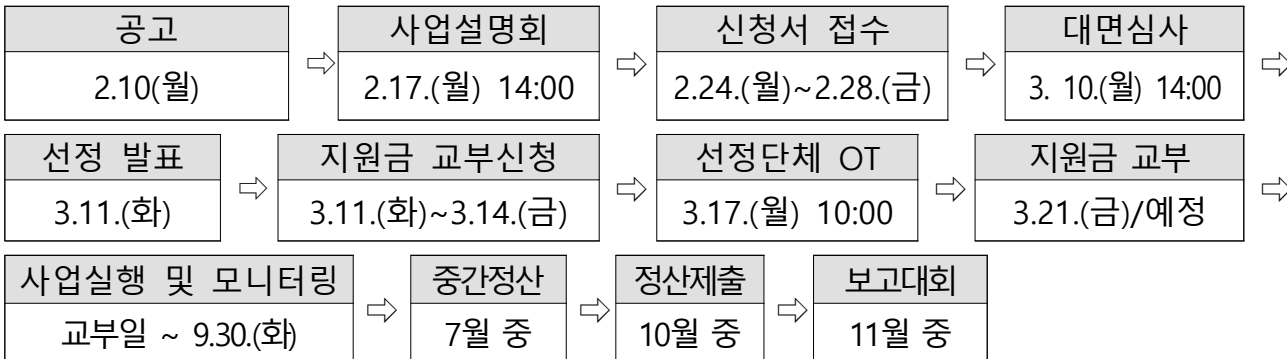 공고 사업설명회 신청서 접수 대면심사
2.10(월) ⇨ 2.17.(월) 14:00 ⇨ 2.24.(월)~2.28.(금) ⇨ 3. 10.(월) 14:00 ⇨
선정 발표 지원금 교부신청 선정단체 OT 지원금 교부
3.11.(화) ⇨ 3.11.(화)~3.14.(금) ⇨ 3.17.(월) 10:00 ⇨ 3.21.(금)/예정 ⇨
사업실행 및 모니터링 중간정산 정산제출 보고대회
교부일 ~ 9.30.(화) ⇨ 7월 중 ⇨ 10월 중 ⇨ 11월 중